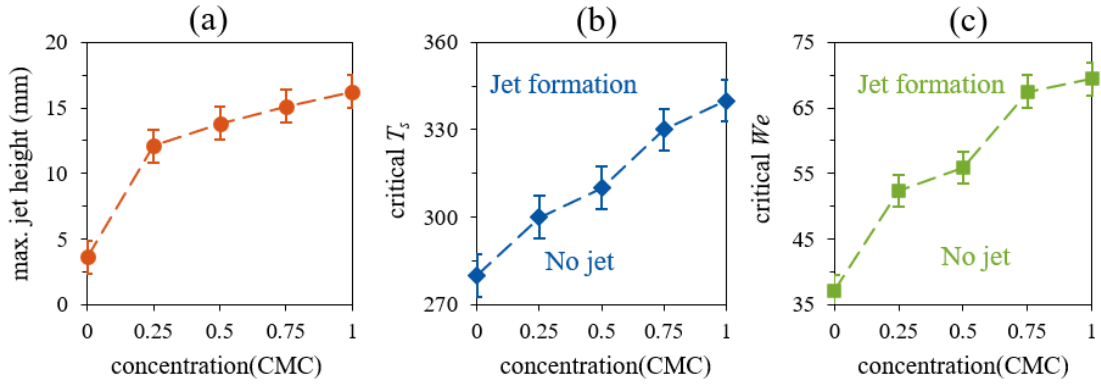 (a)
max. jet height (mm)
20
15
10
5
0
0 0.25 0.5 0.75 1
concentration(CMC)
(b)
critical Ts
360
330
300
270
Jet formation
No jet
0 0.25 0.5 0.75 1
concentration(CMC)
(c)
critical We
75
65
55
45
35
Jet formation
No jet
0 0.25 0.5 0.75 1
concentration(CMC)